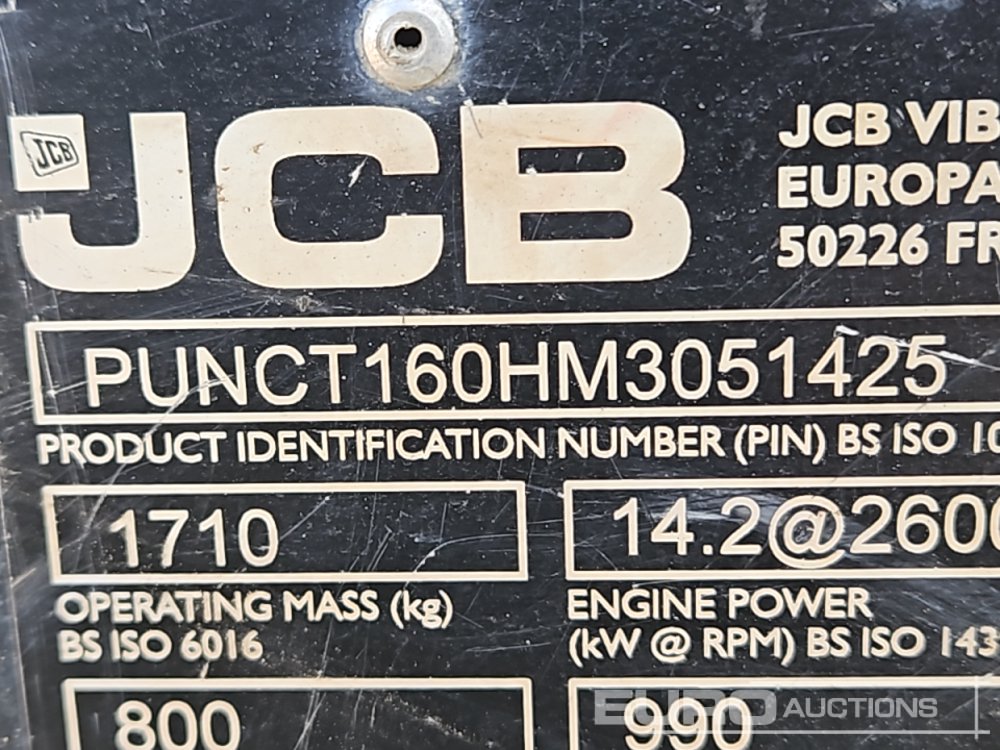 JCB
JCB
JCB VIB
EUROPA
50226 FR
PUNCT160HM3051425
PRODUCT IDENTIFICATION NUMBER (PIN) BS ISO 10
1710
14.2@2600
OPERATING MASS (kg)
BS ISO 6016
ENGINE POWER
(kW @ RPM) BS ISO 143
800
990
EURO AUCTIONS